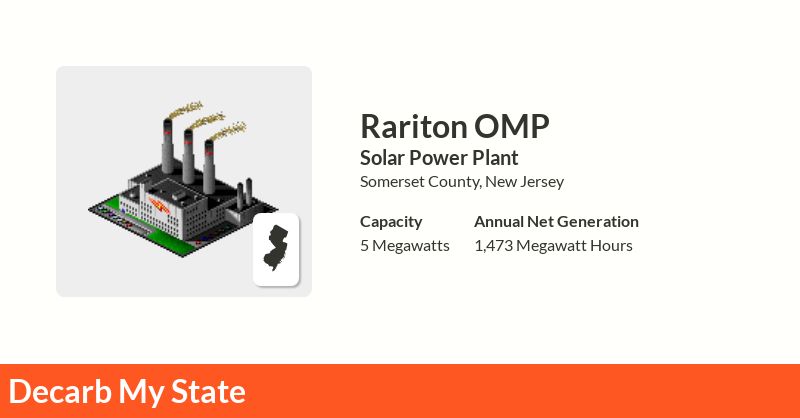 Rariton OMP
Solar Power Plant
Somerset County, New Jersey
Capacity
Annual Net Generation
5 Megawatts
1,473 Megawatt Hours
Decarb My State